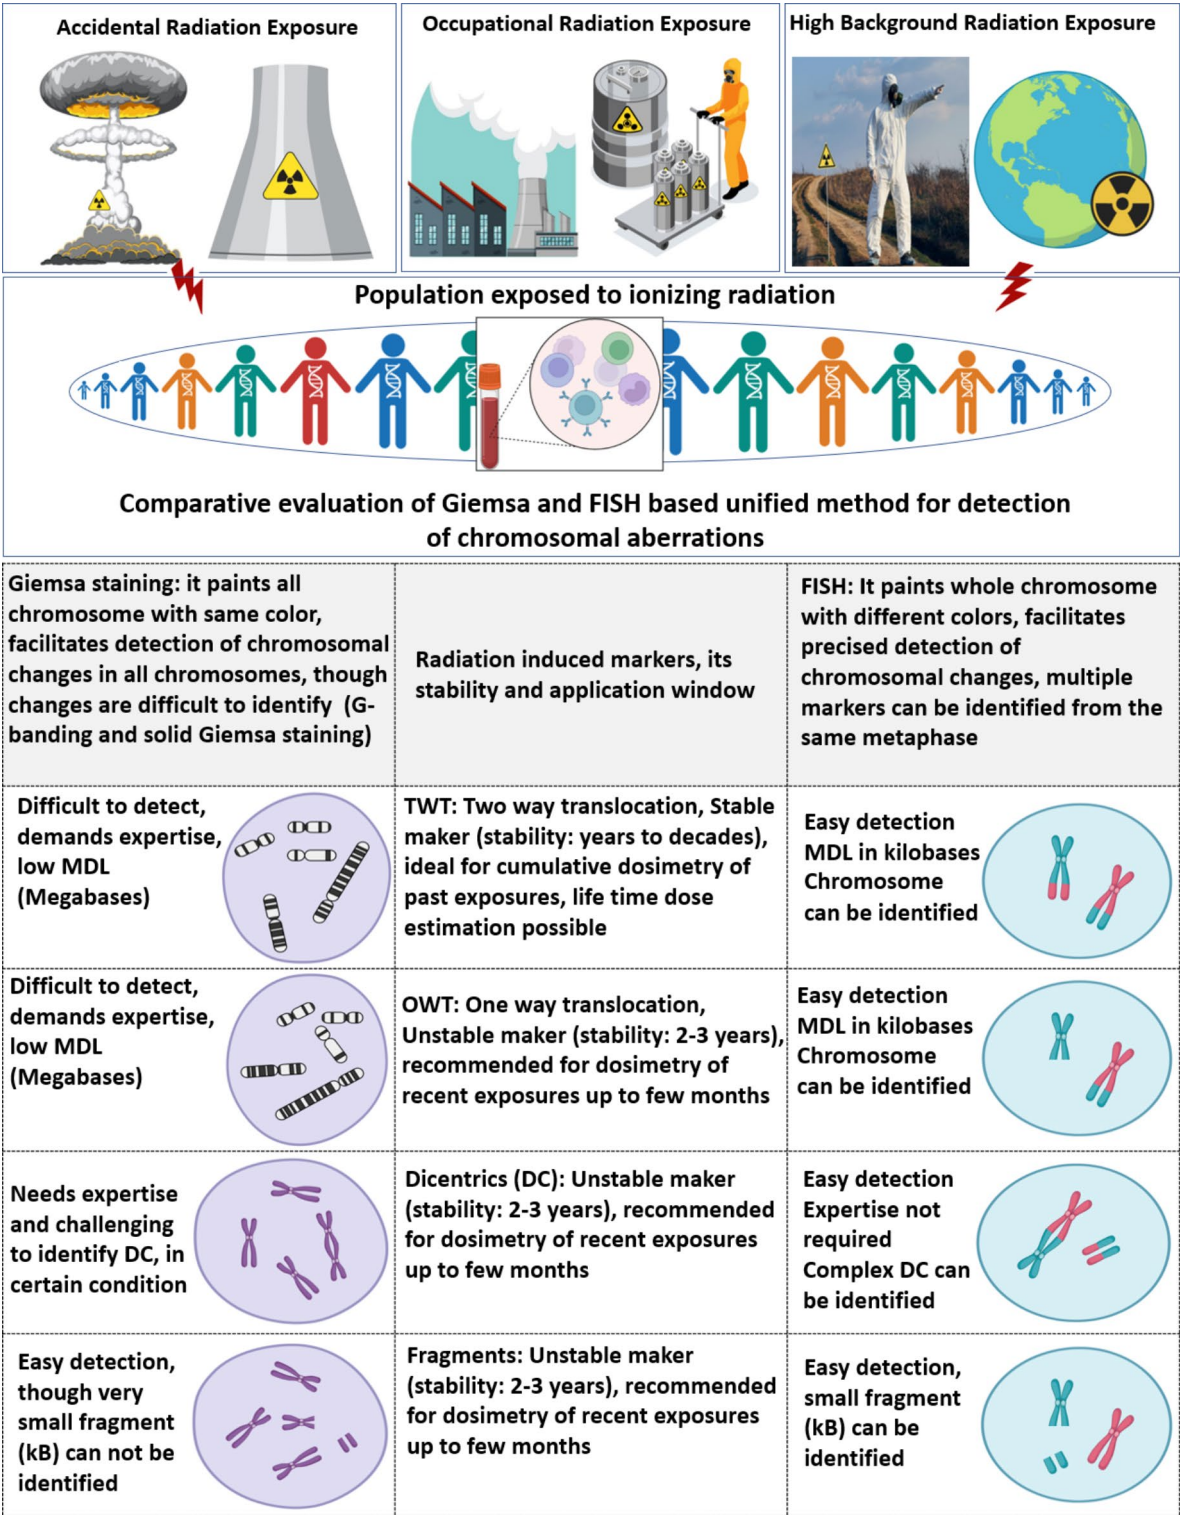 Accidental Radiation Exposure
Occupational Radiation Exposure
High Background Radiation Exposure
Population exposed to ionizing radiation
Comparative evaluation of Giemsa and FISH based unified method for detection
of chromosomal aberrations
Giemsa staining: it paints all
chromosome with same color,
facilitates detection of chromosomal
changes in all chromosomes, though
changes are difficult to identify (G-
banding and solid Giemsa staining)
Radiation induced markers, its
stability and application window
FISH: It paints whole chromosome
with different colors, facilitates
precised detection of
chromosomal changes, multiple
markers can be identified from the
same metaphase
Difficult to detect,
demands expertise,
low MDL
(Megabases)
TWT: Two way translocation, Stable
maker (stability: years to decades),
ideal for cumulative dosimetry of
past exposures, life time dose
estimation possible
Easy detection
MDL in kilobases
Chromosome
can be identified
Difficult to detect,
demands expertise,
low MDL
(Megabases)
OWT: One way translocation,
Unstable maker (stability: 2-3 years),
recommended for dosimetry of
recent exposures up to few months
Easy detection
MDL in kilobases
Chromosome
can be identified
Needs expertise
and challenging
to identify DC, in
certain condition
Dicentrics (DC): Unstable maker
(stability: 2-3 years), recommended
for dosimetry of recent exposures
up to few months
Easy detection
Expertise not
required
Complex DC can
be identified
Easy detection,
though very
small fragment
(kB) can not be
identified
Fragments: Unstable maker
(stability: 2-3 years), recommended
for dosimetry of recent exposures
up to few months
Easy detection,
small fragment
(kB) can be
identified